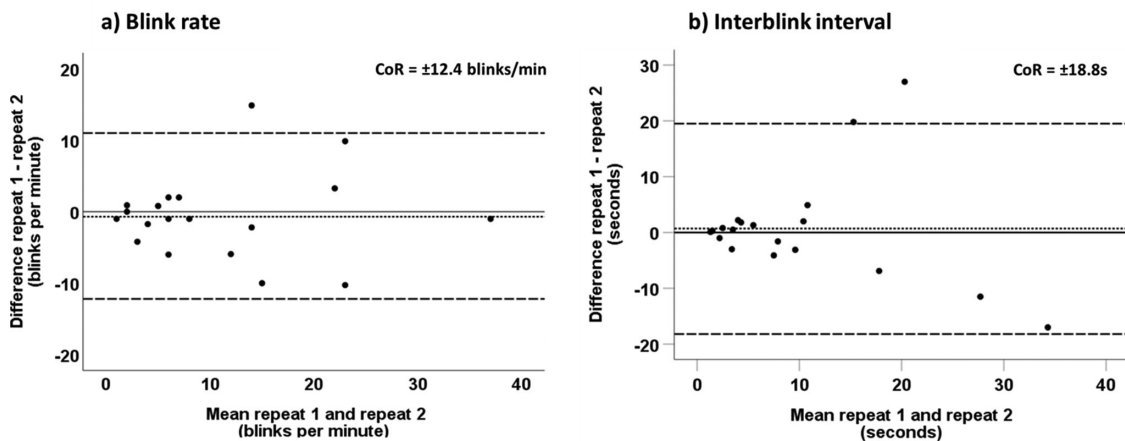 a) Blink rate
CoR = ±12.4 blinks/min
Difference repeat 1 - repeat 2
(blinks per minute)
20
10
0
-10
-20
0 10 20 30 40
Mean repeat 1 and repeat 2
(blinks per minute)
b) Interblink interval
CoR = ±18.8s
Difference repeat 1 - repeat 2
(seconds)
30
20
10
0
-10
-20
0 10 20 30 40
Mean repeat 1 and repeat 2
(seconds)